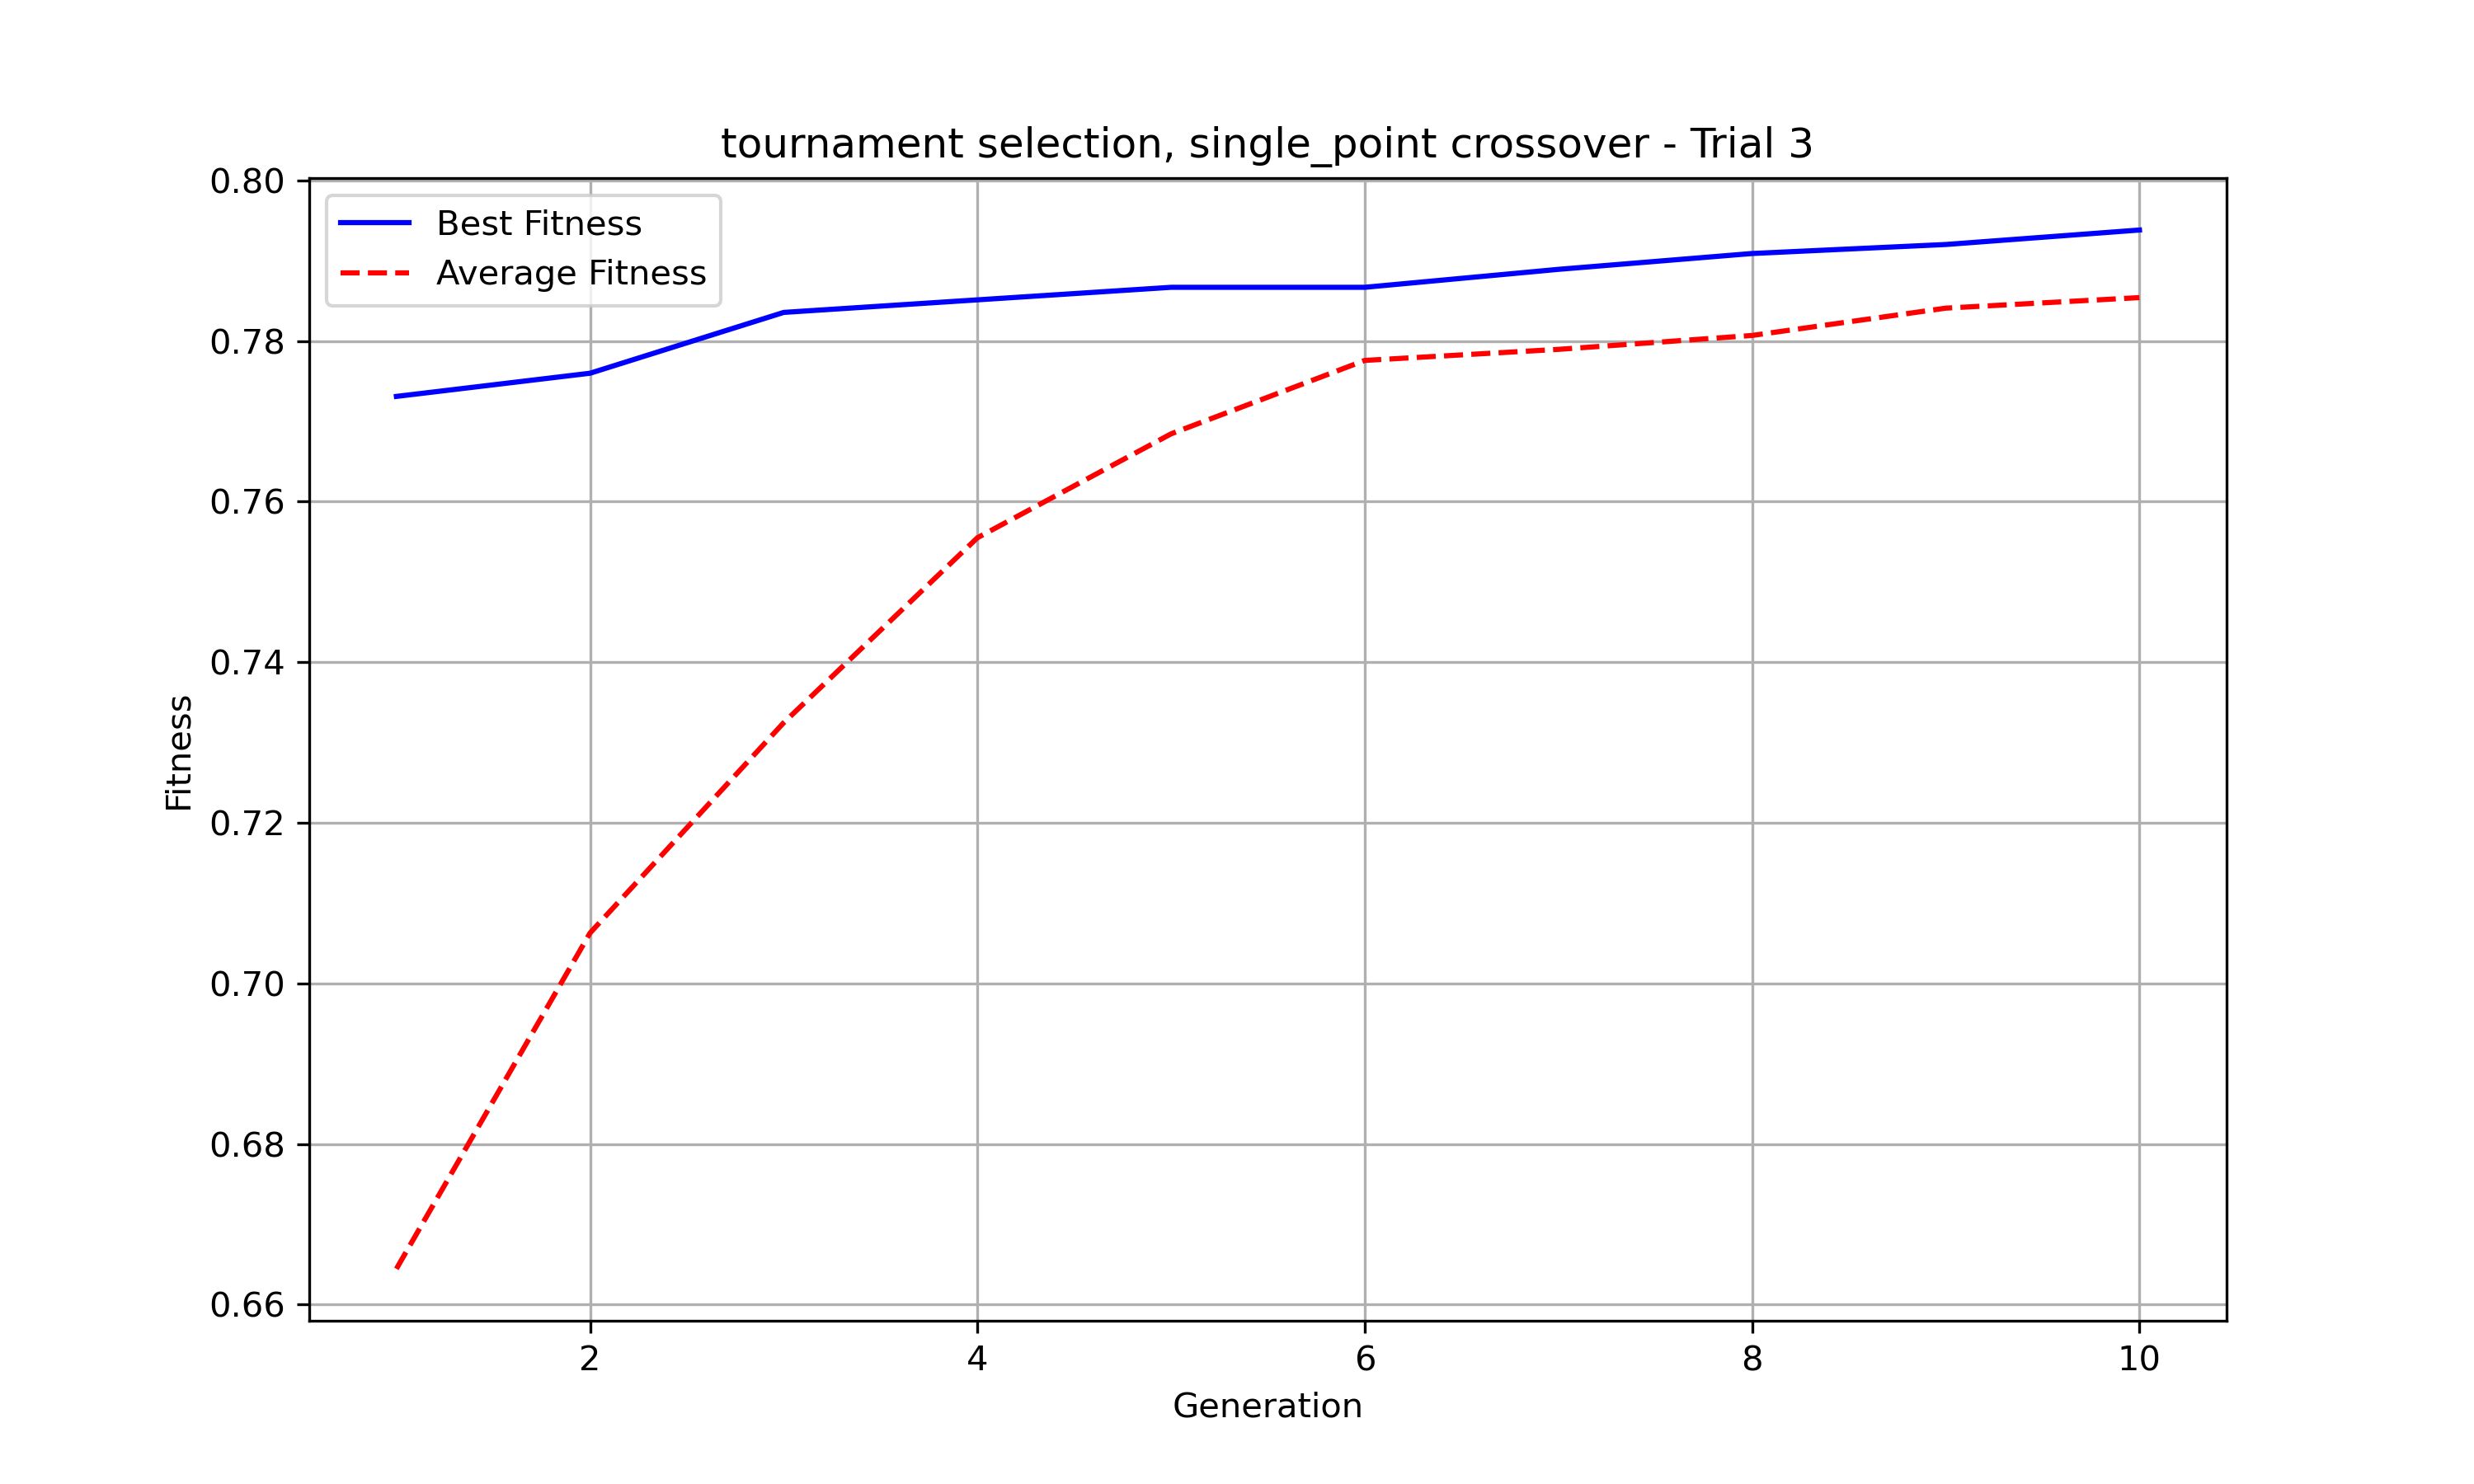 tournament selection, single_point crossover - Trial 3
Best Fitness
Average Fitness
0.80
0.78
0.76
0.74
0.72
0.70
0.68
0.66
Fitness
2 4 6 8 10
Generation